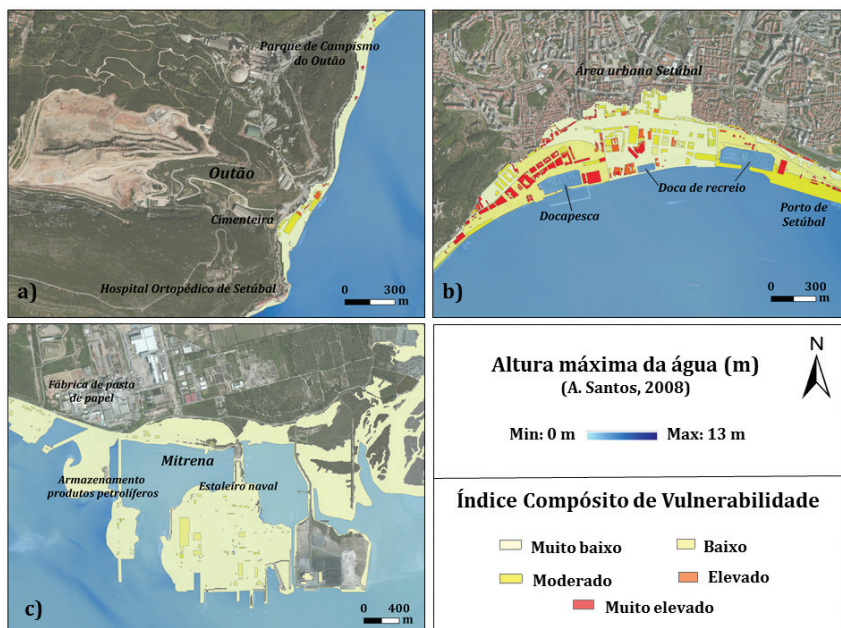 Parque de Campismo
do Outão
Outão
Cimenteira
Hospital Ortopédico de Setúbal
a)
0 300
m
Área urbana Setúbal
Doca de recreio
Docapesca
Porto de
Setúbal
b)
0 300
m
Fábrica de pasta
de papel
Mitrena
Armazenamento
produtos petrolíferos
Estaleiro naval
c)
0 400
m
N
Altura máxima da água (m)
(A. Santos, 2008)
Min: 0 m Max: 13 m
Índice Compósito de Vulnerabilidade
Muito baixo Baixo
Moderado Elevado
Muito elevado